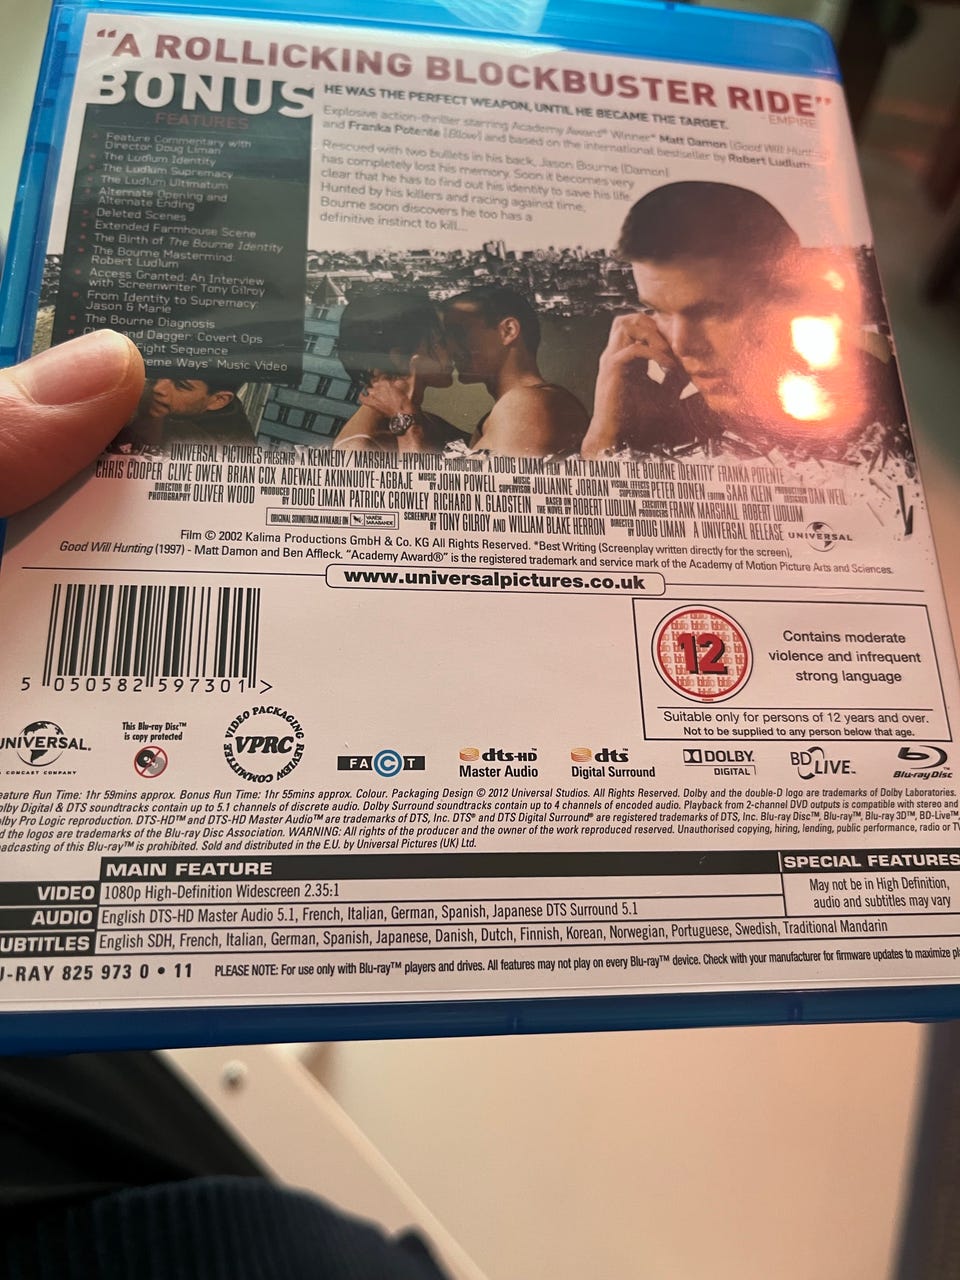 “A ROLLICKING BLOCKBUSTER RIDE”
- EMPIRE
BONUS
FEATURES
Feature Commentary with
Director Doug Liman
The Ludlum Identity
The Ludlum Supremacy
The Ludlum Ultimatum
Alternate Opening and
Alternate Ending
Deleted Scenes
Extended Farmhouse Scene
The Birth of The Bourne Identity
The Bourne Mastermind:
Robert Ludlum
Access Granted: An Interview
with Screenwriter Tony Gilroy
From Identity to Supremacy:
Jason & Marie
The Bourne Diagnosis
and Dagger: Covert Ops
Fight Sequence
eme Ways" Music Video
HE WAS THE PERFECT WEAPON, UNTIL HE BECAME THE TARGET.
Explosive action-thriller starring Academy Award® Winner* Matt Damon (Good Will Hunting)
and Franka Potente (Blow) and based on the international bestseller by Robert Ludlum.
Rescued with two bullets in his back, Jason Bourne (Damon)
has completely lost his memory. Soon it becomes very
clear that he has to find out his identity to save his life.
Hunted by his killers and racing against time,
Bourne soon discovers he too has a
definitive instinct to kill...
UNIVERSAL PICTURES PRESENTS A KENNEDY/MARSHALL-HYPNOTIC PRODUCTION A DOUG LIMAN FILM MATT DAMON "THE BOURNE IDENTITY" FRANKA POTENTE
CHRIS COOPER CLIVE OWEN BRIAN COX ADEWALE AKINNUOYE-AGBAJE MUSIC BY JOHN POWELL MUSIC SUPERVISOR JULIANNE JORDAN VISUAL EFFECTS SUPERVISOR PETER DONEN EDITOR SAAR KLEIN PRODUCTION DESIGNER DAN WEIL
DIRECTOR OF PHOTOGRAPHY OLIVER WOOD PRODUCED BY DOUG LIMAN PATRICK CROWLEY RICHARD N. GLADSTEIN BASED ON THE NOVEL BY ROBERT LUDLUM EXECUTIVE PRODUCERS FRANK MARSHALL ROBERT LUDLUM
ORIGINAL SOUNDTRACK AVAILABLE ON VARÈSE SARABANDE SCREENPLAY BY TONY GILROY AND WILLIAM BLAKE HERRON DIRECTED BY DOUG LIMAN A UNIVERSAL RELEASE UNIVERSAL
Film © 2002 Kalima Productions GmbH & Co. KG All Rights Reserved. *Best Writing (Screenplay written directly for the screen),
Good Will Hunting (1997) - Matt Damon and Ben Affleck. “Academy Award®” is the registered trademark and service mark of the Academy of Motion Picture Arts and Sciences.
www.universalpictures.co.uk
5 050582 597301 >
12
Contains moderate
violence and infrequent
strong language
Suitable only for persons of 12 years and over.
Not to be supplied to any person below that age.
UNIVERSAL.
A COMCAST COMPANY
This Blu-ray Disc™
is copy protected
VIDEO PACKAGING REVIEW COMMITTEE
VPRC
FACT
dts-HD
Master Audio
dts
Digital Surround
DOLBY
DIGITAL
BD LIVE™
Blu-ray Disc
eature Run Time: 1hr 59mins approx. Bonus Run Time: 1hr 55mins approx. Colour. Packaging Design © 2012 Universal Studios. All Rights Reserved. Dolby and the double-D logo are trademarks of Dolby Laboratories.
olby Digital & DTS soundtracks contain up to 5.1 channels of discrete audio. Dolby Surround soundtracks contain up to 4 channels of encoded audio. Playback from 2-channel DVD outputs is compatible with stereo and
olby Pro Logic reproduction. DTS-HD™ and DTS-HD Master Audio™ are trademarks of DTS, Inc. DTS® and DTS Digital Surround® are registered trademarks of DTS, Inc. Blu-ray Disc™, Blu-ray™, Blu-ray 3D™, BD-Live™,
d the logos are trademarks of the Blu-ray Disc Association. WARNING: All rights of the producer and the owner of the work reproduced reserved. Unauthorised copying, hiring, lending, public performance, radio or TV
adcasting of this Blu-ray™ is prohibited. Sold and distributed in the E.U. by Universal Pictures (UK) Ltd.
MAIN FEATURE
SPECIAL FEATURES
VIDEO 1080p High-Definition Widescreen 2.35:1
AUDIO English DTS-HD Master Audio 5.1, French, Italian, German, Spanish, Japanese DTS Surround 5.1
May not be in High Definition,
audio and subtitles may vary
UBTITLES English SDH, French, Italian, German, Spanish, Japanese, Danish, Dutch, Finnish, Korean, Norwegian, Portuguese, Swedish, Traditional Mandarin
U-RAY 825 973 0 • 11 PLEASE NOTE: For use only with Blu-ray™ players and drives. All features may not play on every Blu-ray™ device. Check with your manufacturer for firmware updates to maximize pla